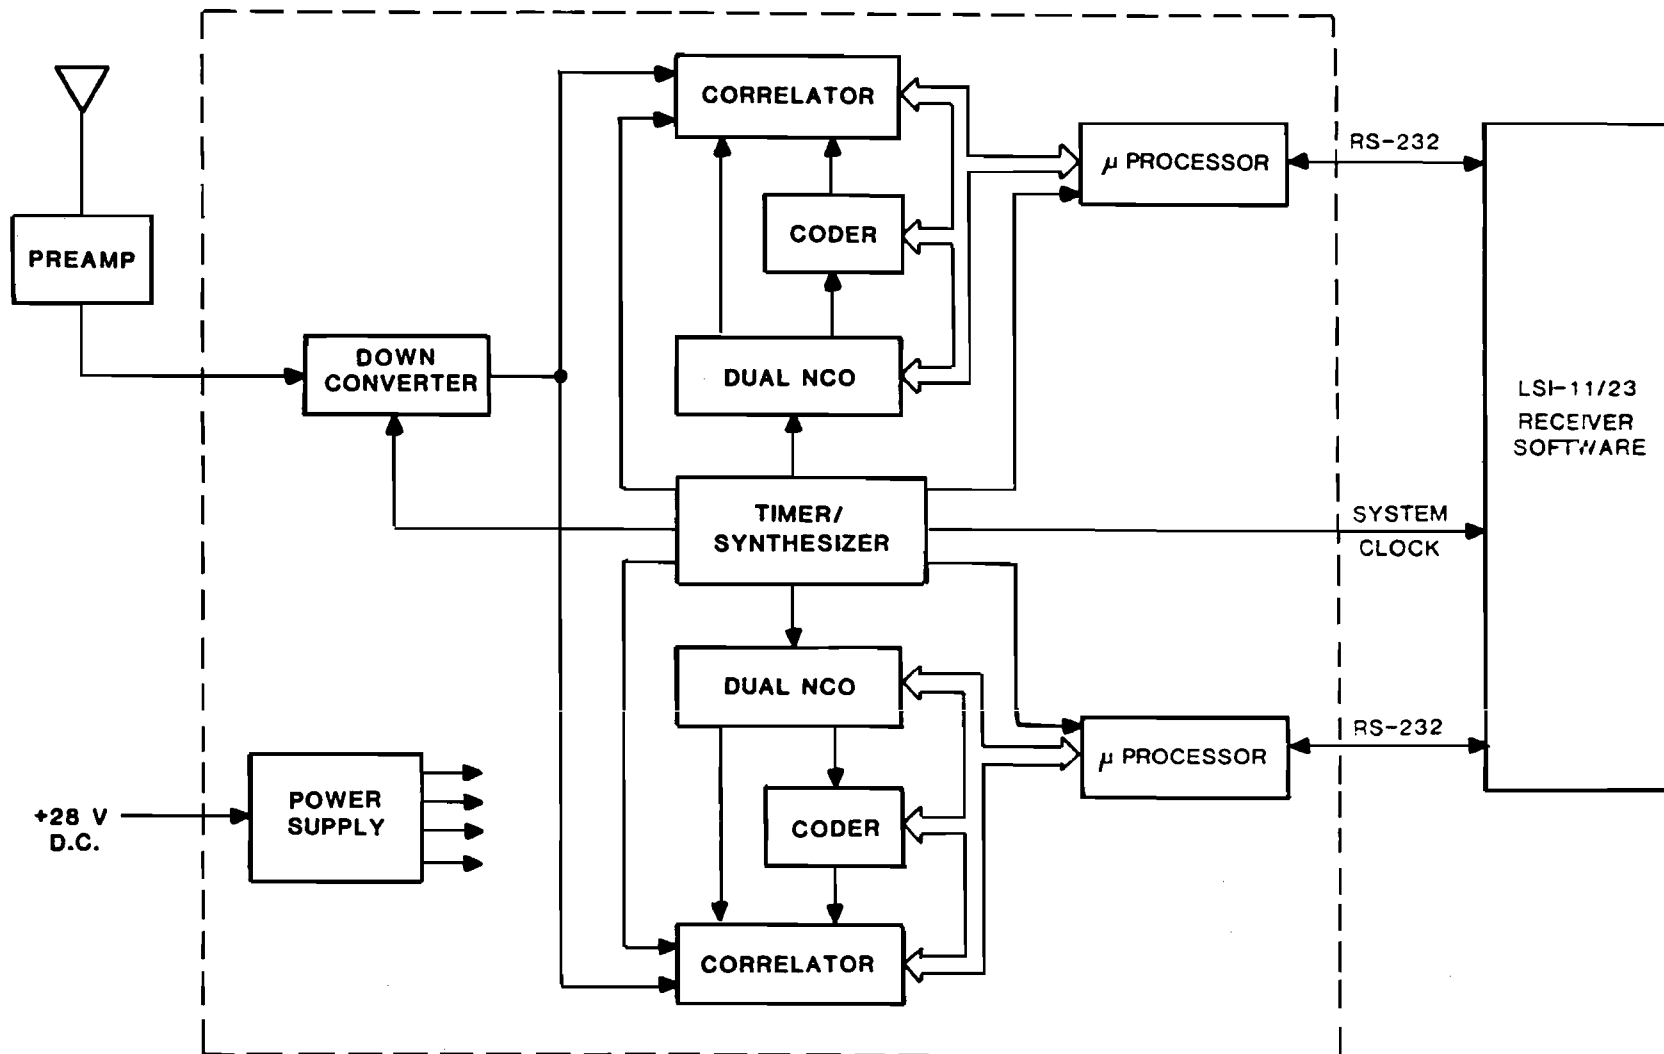 CORRELATOR
μ PROCESSOR
RS-232
CODER
PREAMP
DOWN
CONVERTER
DUAL NCO
LSI-11/23
RECEIVER
SOFTWARE
TIMER/
SYNTHESIZER
SYSTEM
CLOCK
DUAL NCO
μ PROCESSOR
RS-232
POWER
SUPPLY
+28 V
D.C.
CODER
CORRELATOR